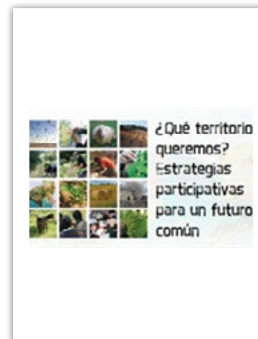 ¿Qué territorio
queremos?
Estrategias
participativas
para un futuro
común